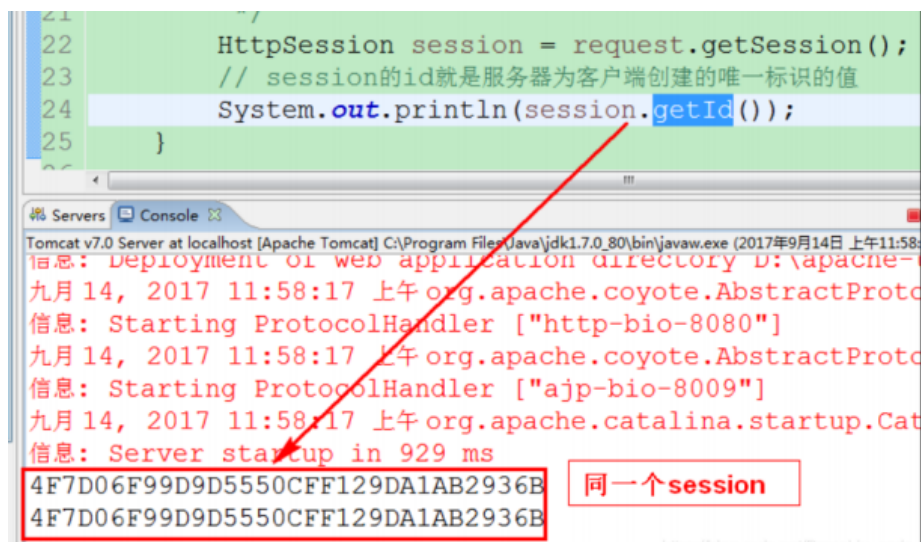 21 */
22 HttpSession session = request.getSession();
23 // session的id就是服务器为客户端创建的唯一标识的值
24 System.out.println(session.getId());
25 }
Servers Console
Tomcat v7.0 Server at localhost [Apache Tomcat] C:\Program Files\Java\jdk1.7.0_80\bin\javaw.exe (2017年9月14日 上午11:58:
信息: Deployment of web application directory D:\apache-t
九月 14, 2017 11:58:17 上午 org.apache.coyote.AbstractProtoc
信息: Starting ProtocolHandler ["http-bio-8080"]
九月 14, 2017 11:58:17 上午 org.apache.coyote.AbstractProtoc
信息: Starting ProtocolHandler ["ajp-bio-8009"]
九月 14, 2017 11:58:17 上午 org.apache.catalina.startup.Cat
信息: Server startup in 929 ms
4F7D06F99D9D5550CFF129DA1AB2936B
同一个session
4F7D06F99D9D5550CFF129DA1AB2936B